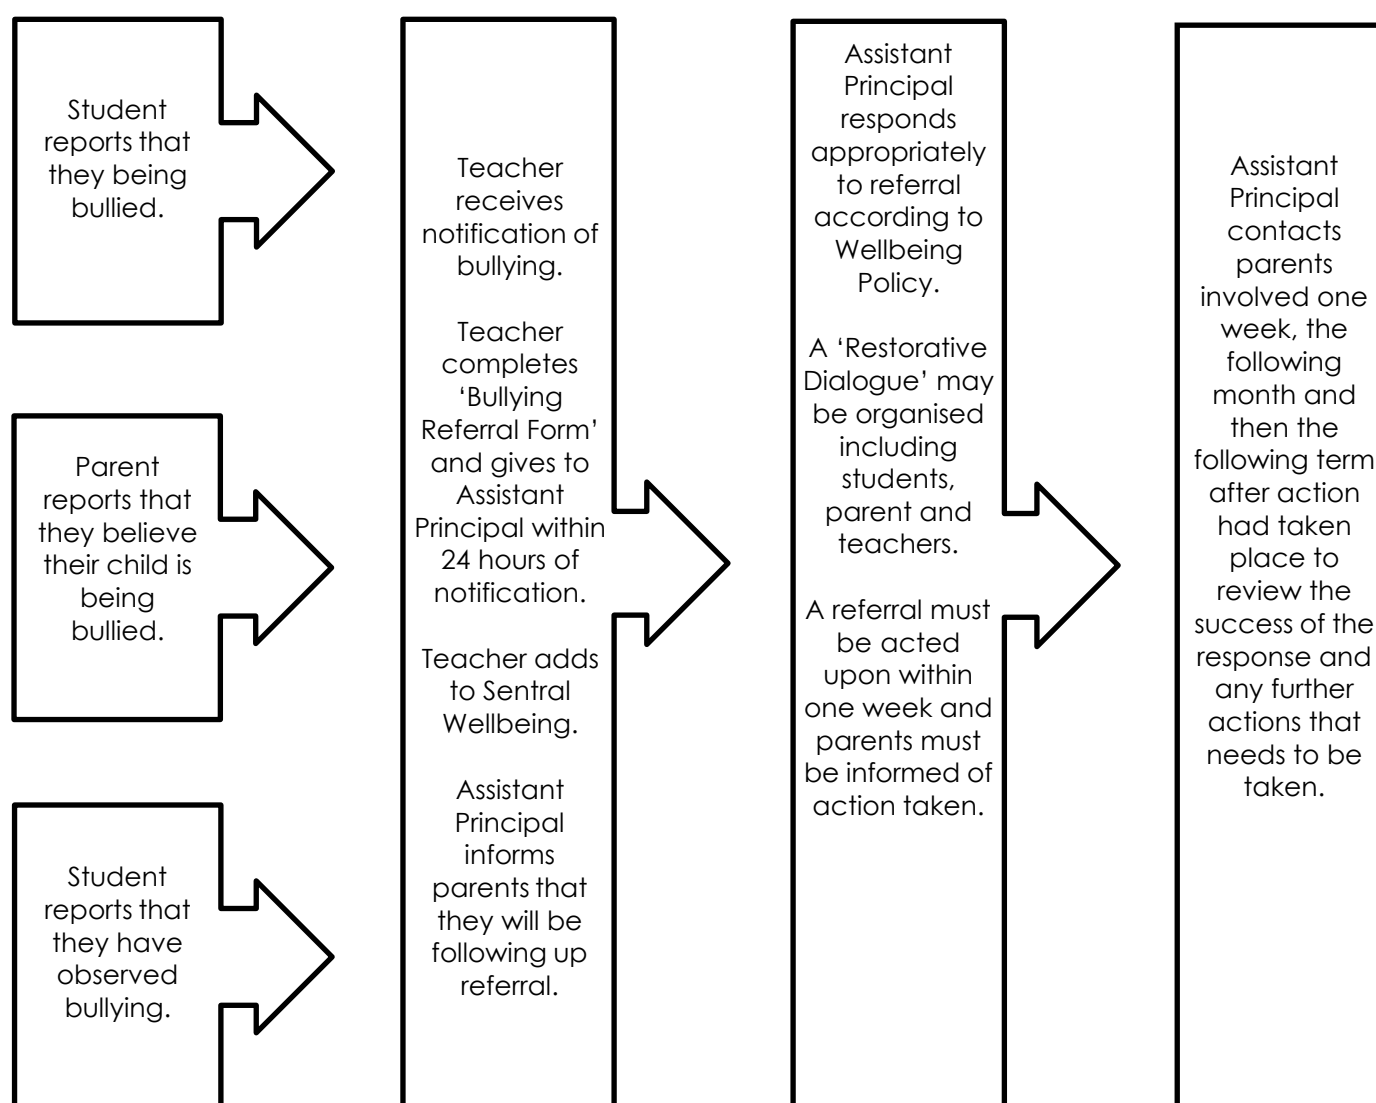 Student
reports that
they being
bullied.
Parent
reports that
they believe
their child is
being
bullied.
Student
reports that
they have
observed
bullying.
Teacher
receives
notification of
bullying.
Teacher
completes
‘Bullying
Referral Form’
and gives to
Assistant
Principal within
24 hours of
notification.
Teacher adds
to Sentral
Wellbeing.
Assistant
Principal
informs
parents that
they will be
following up
referral.
Assistant
Principal
responds
appropriately
to referral
according to
Wellbeing
Policy.
A ‘Restorative
Dialogue’ may
be organised
including
students,
parent and
teachers.
A referral must
be acted
upon within
one week and
parents must
be informed of
action taken.
Assistant
Principal
contacts
parents
involved one
week, the
following
month and
then the
following term
after action
had taken
place to
review the
success of the
response and
any further
actions that
needs to be
taken.